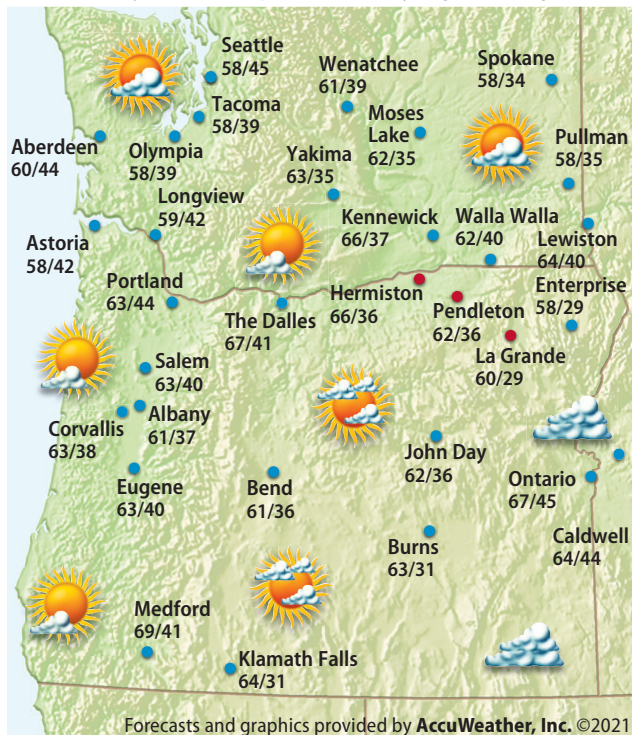 Seattle
58/45
Wenatchee
61/39
Spokane
58/34
Tacoma
58/39
Moses
Lake
62/35
Aberdeen
60/44
Olympia
58/39
Yakima
63/35
Pullman
58/35
Longview
59/42
Kennewick
66/37
Walla Walla
62/40
Lewiston
64/40
Astoria
58/42
Portland
63/44
The Dalles
67/41
Hermiston
66/36
Pendleton
62/36
Enterprise
58/29
La Grande
60/29
Salem
63/40
Albany
61/37
Corvallis
63/38
Eugene
63/40
Bend
61/36
John Day
62/36
Ontario
67/45
Caldwell
64/44
Burns
63/31
Medford
69/41
Klamath Falls
64/31
Forecasts and graphics provided by AccuWeather, Inc. ©2021